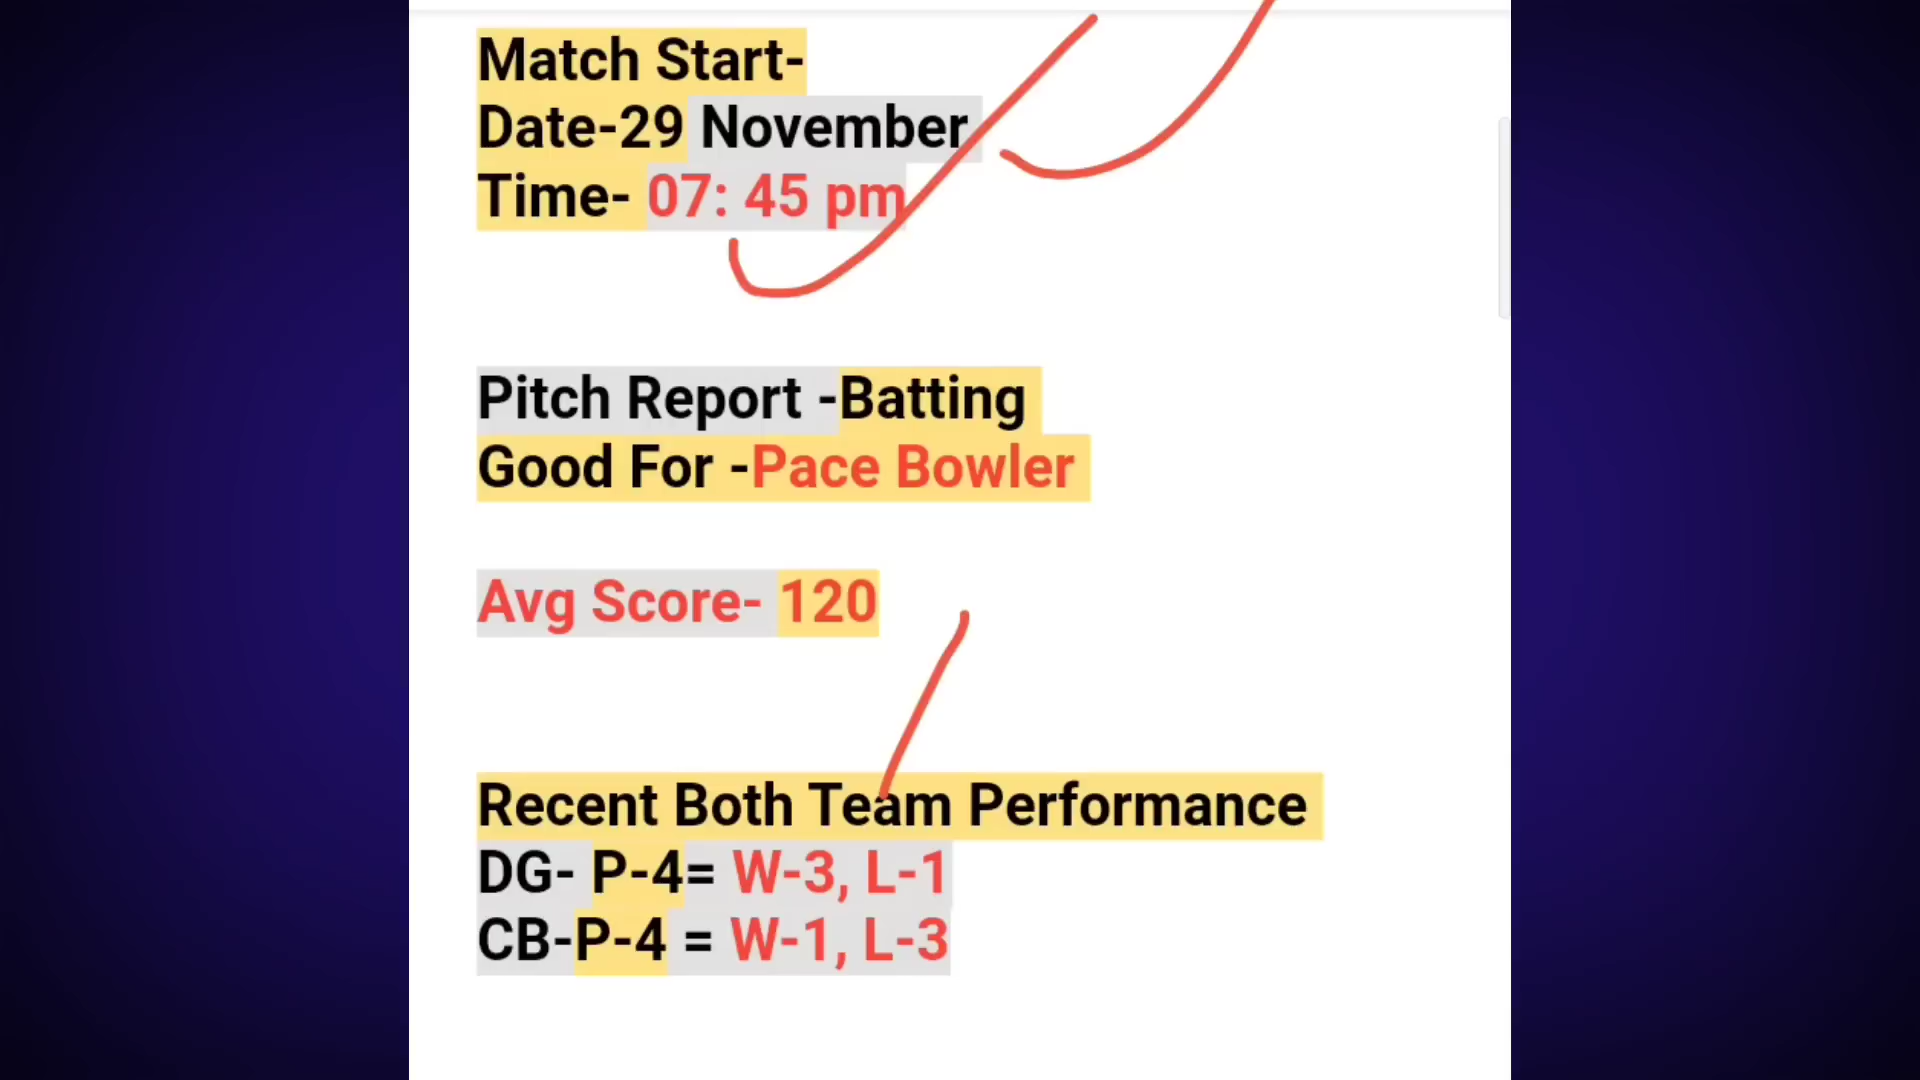 Match Start-
Date-29 November
Time- 07: 45 pm
Pitch Report -Batting
Good For -Pace Bowler
Avg Score- 120
Recent Both Team Performance
DG- P-4= W-3, L-1
CB-P-4 = W-1, L-3